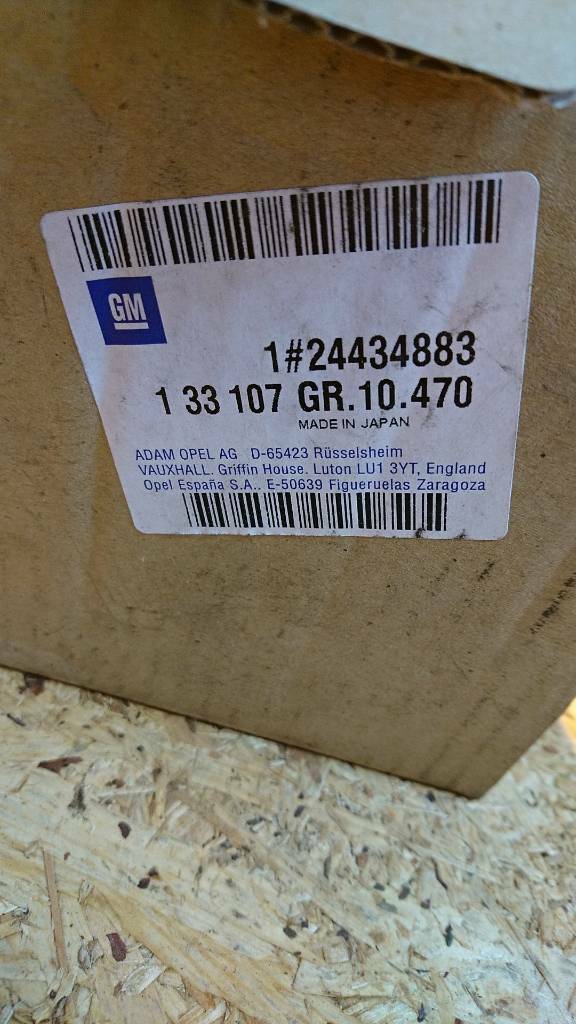 GM
1#24434883
1 33 107 GR.10.470
MADE IN JAPAN
ADAM OPEL AG D-65423 Rüsselsheim
VAUXHALL. Griffin House. Luton LU1 3YT, England
Opel España S.A.. E-50639 Figueruelas Zaragoza